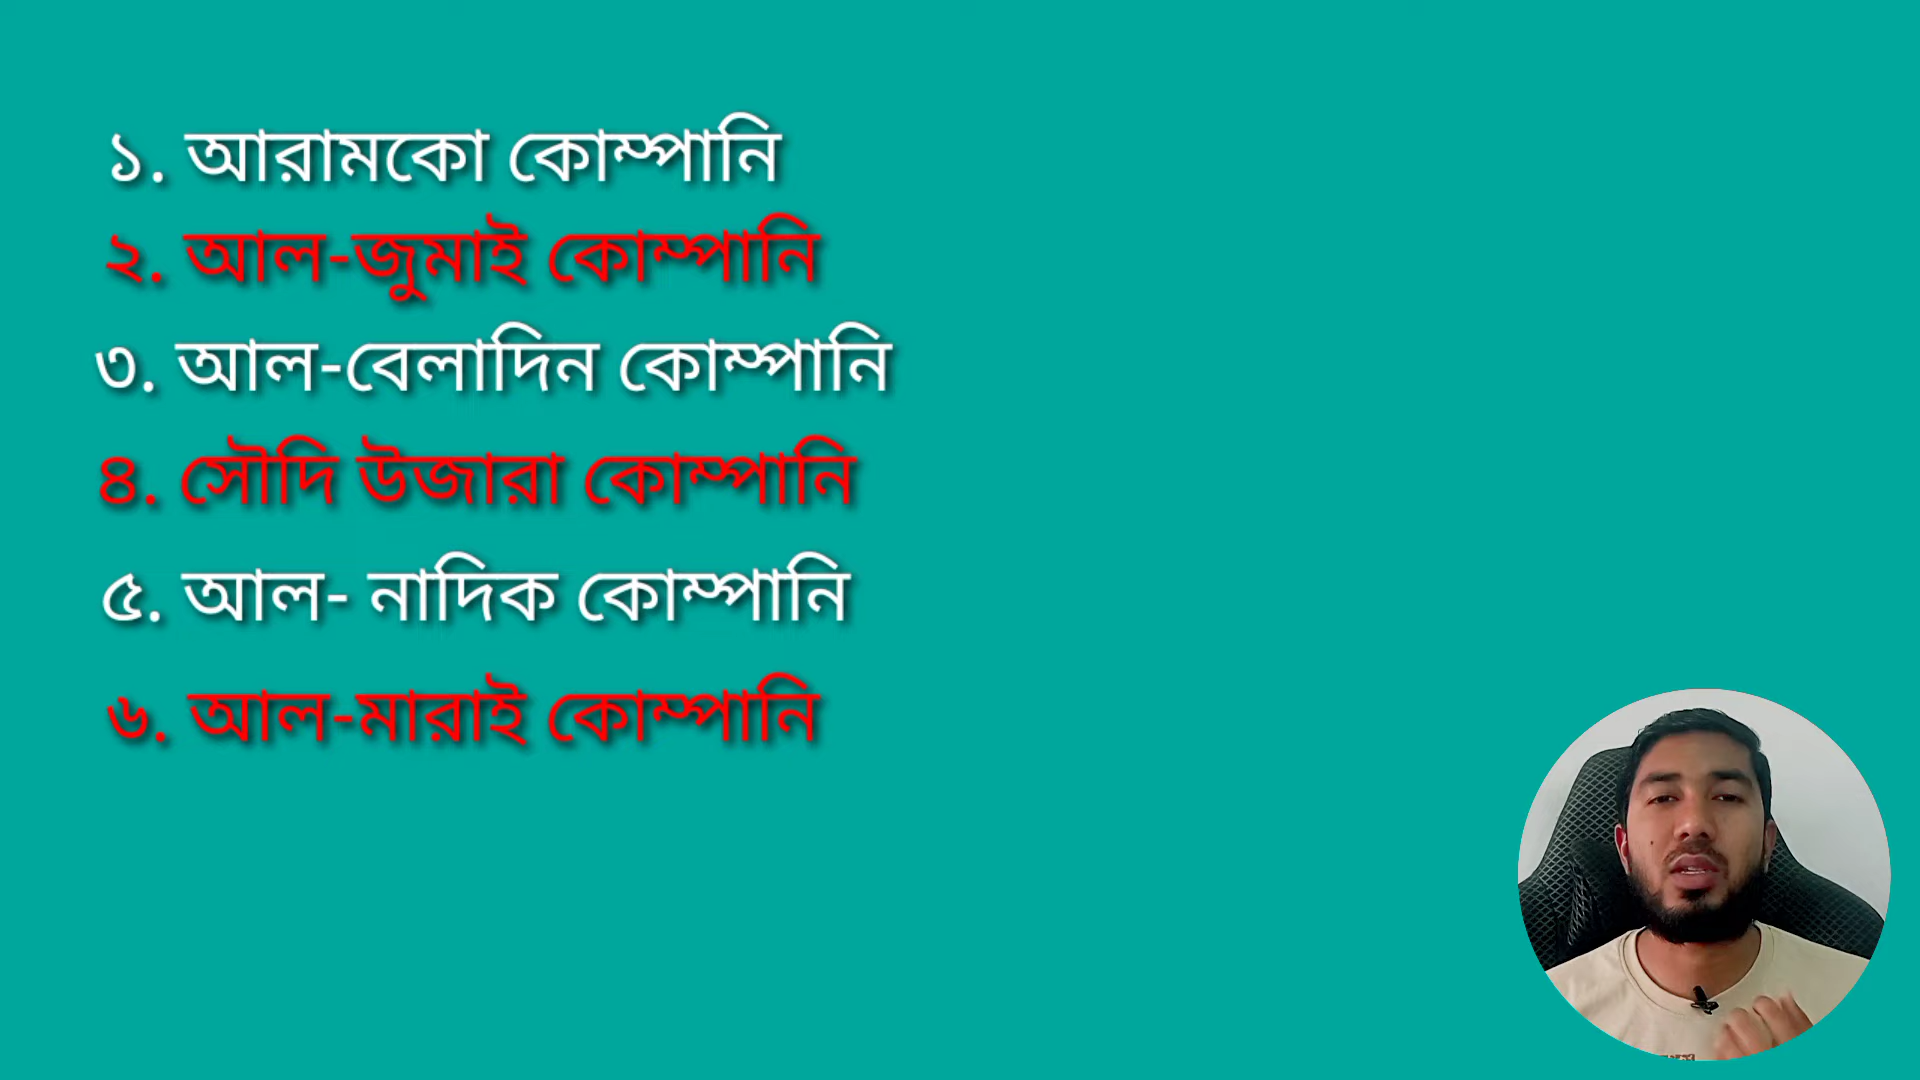 ১. আরামকো কোম্পানি
২. আল-জুমাই কোম্পানি
৩. আল-বেলাদিন কোম্পানি
৪. সৌদি উজারা কোম্পানি
৫. আল- নাদিক কোম্পানি
৬. আল-মারাই কোম্পানি